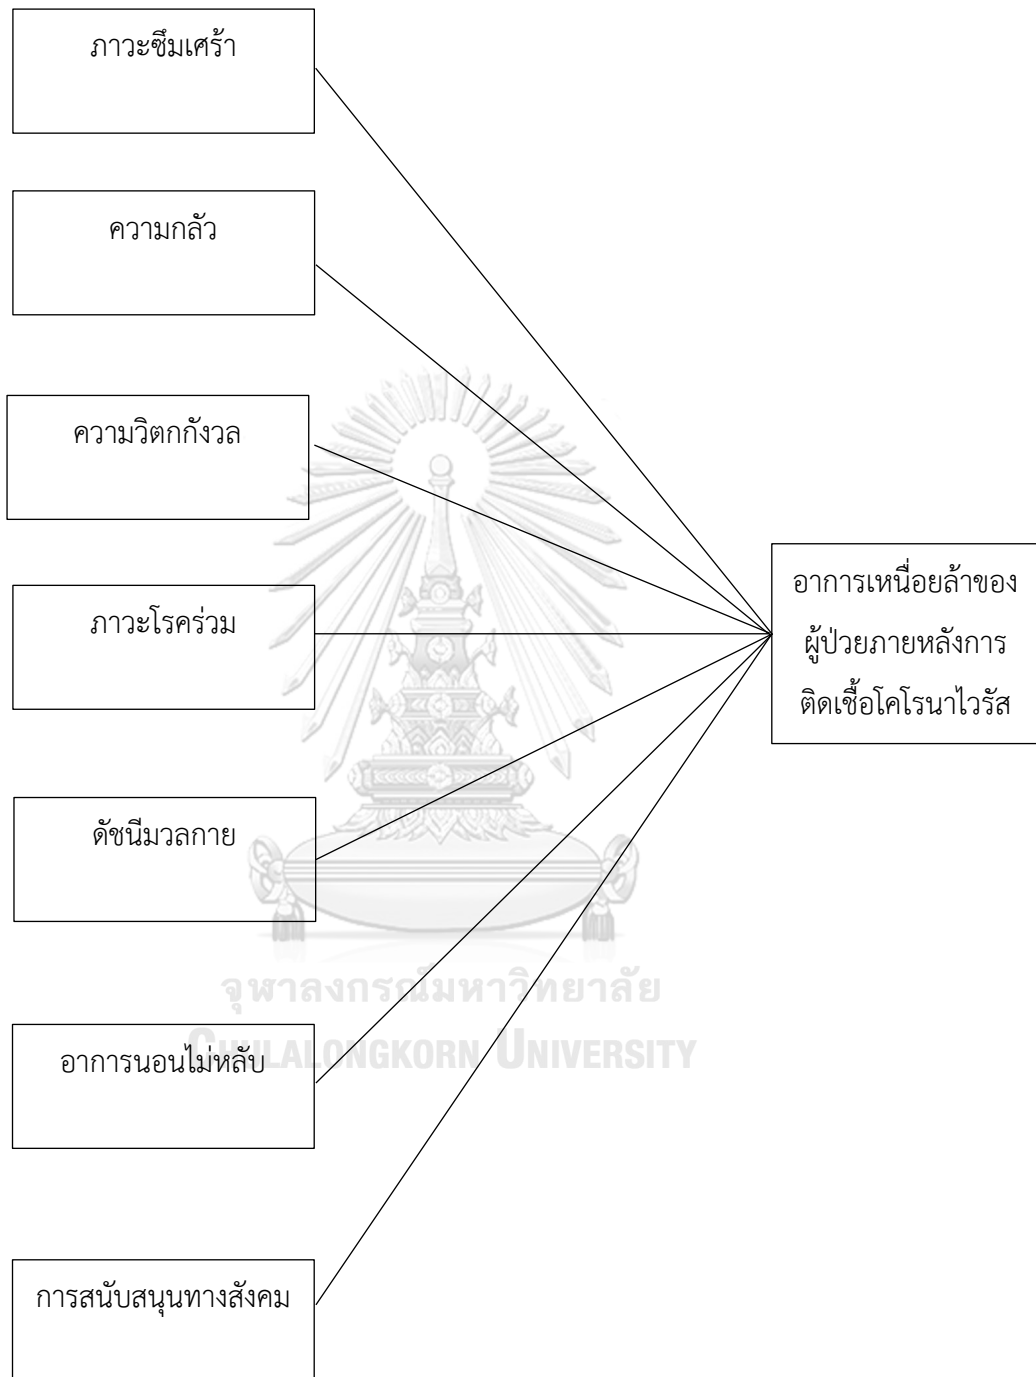 ภาวะซึมเศร้า
ความกลัว
ความวิตกกังวล
ภาวะโรคร่วม
ดัชนีมวลกาย
อาการนอนไม่หลับ
การสนับสนุนทางสังคม
อาการเหนื่อยล้าของ
ผู้ป่วยภายหลังการ
ติดเชื้อโคโรนาไวรัส
จุฬาลงกรณ์มหาวิทยาลัย
CHULALONGKORN UNIVERSITY